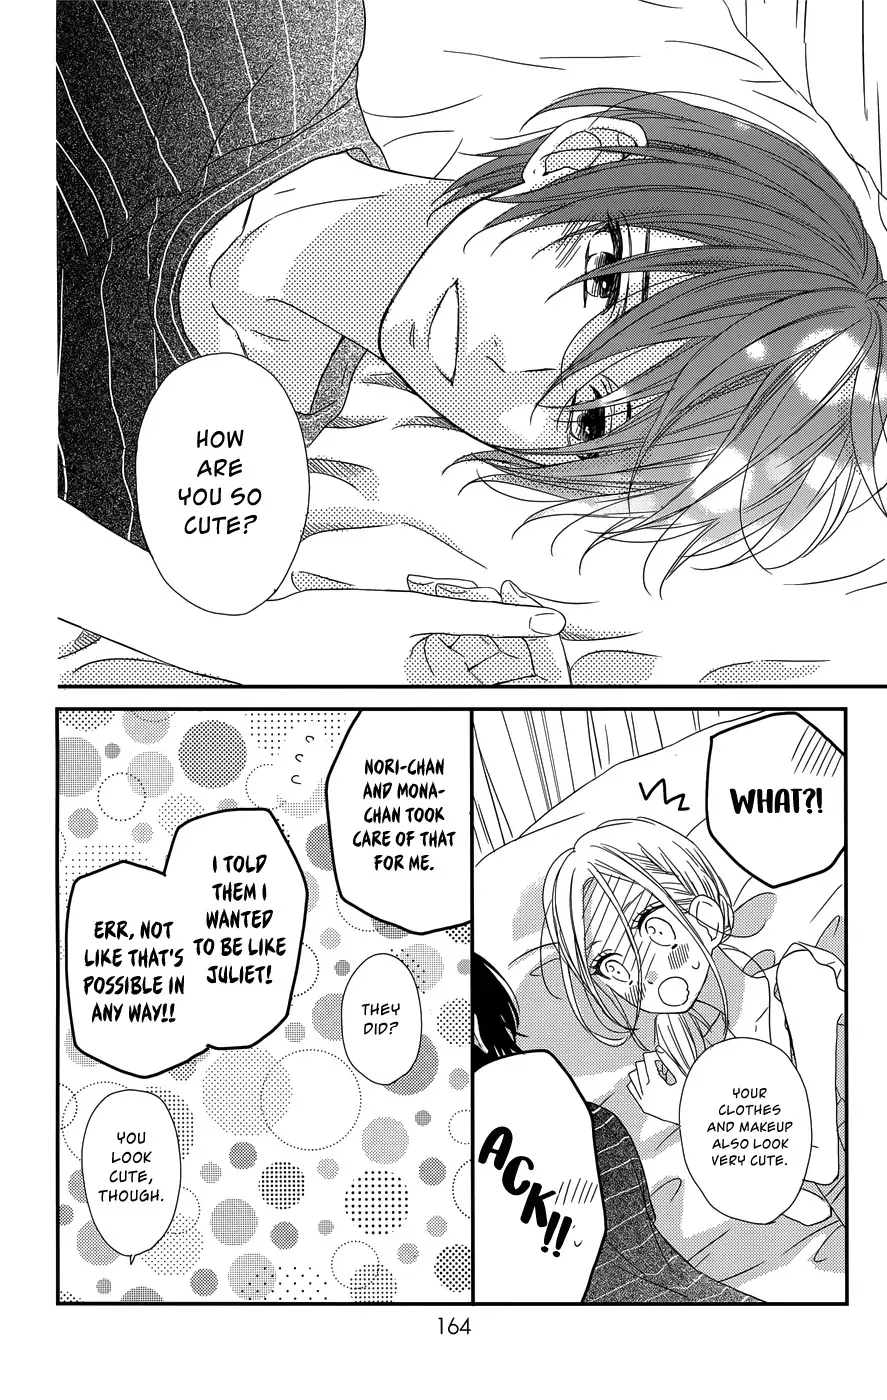 HOW
ARE
YOU SO
CUTE?
WHAT?!
YOUR
CLOTHES
AND MAKEUP
ALSO LOOK
VERY CUTE.
ACK!!
NORI-CHAN
AND MONA-
CHAN TOOK
CARE OF THAT
FOR ME.
THEY
DID?
I TOLD
THEM I
WANTED
TO BE LIKE
JULIET!
ERR, NOT
LIKE THAT'S
POSSIBLE IN
ANY WAY!!
YOU
LOOK
CUTE,
THOUGH.
164